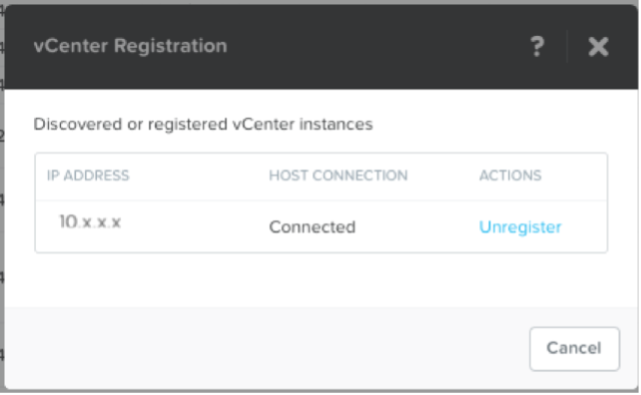 vCenter Registration
?
Discovered or registered vCenter instances
IP ADDRESS HOST CONNECTION ACTIONS
10.x.x.x Connected Unregister
Cancel